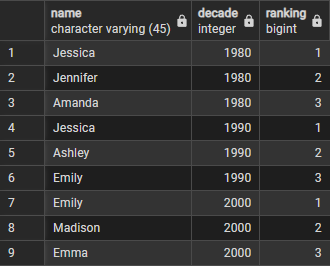 name decade ranking
character varying (45) integer bigint
1 Jessica 1980 1
2 Jennifer 1980 2
3 Amanda 1980 3
4 Jessica 1990 1
5 Ashley 1990 2
6 Emily 1990 3
7 Emily 2000 1
8 Madison 2000 2
9 Emma 2000 3